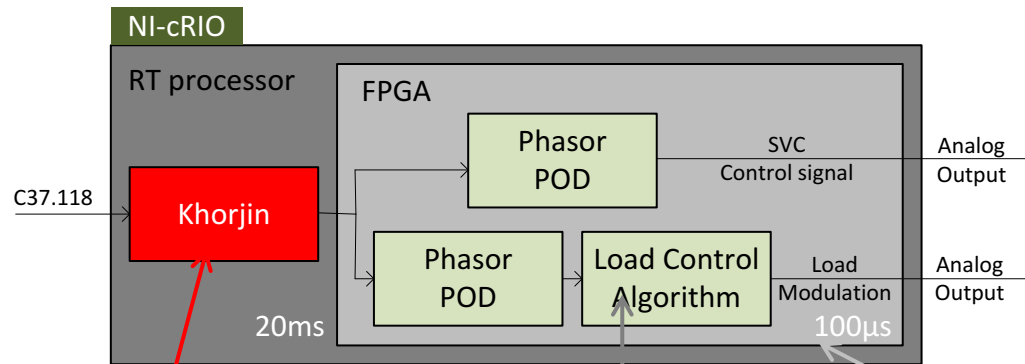 NI-cRIO
RT processor
FPGA
Phasor
POD
SVC
Control signal
Analog
Output
C37.118
Khorjin
Phasor
POD
Load Control
Algorithm
Load
Modulation
Analog
Output
20ms
100µs